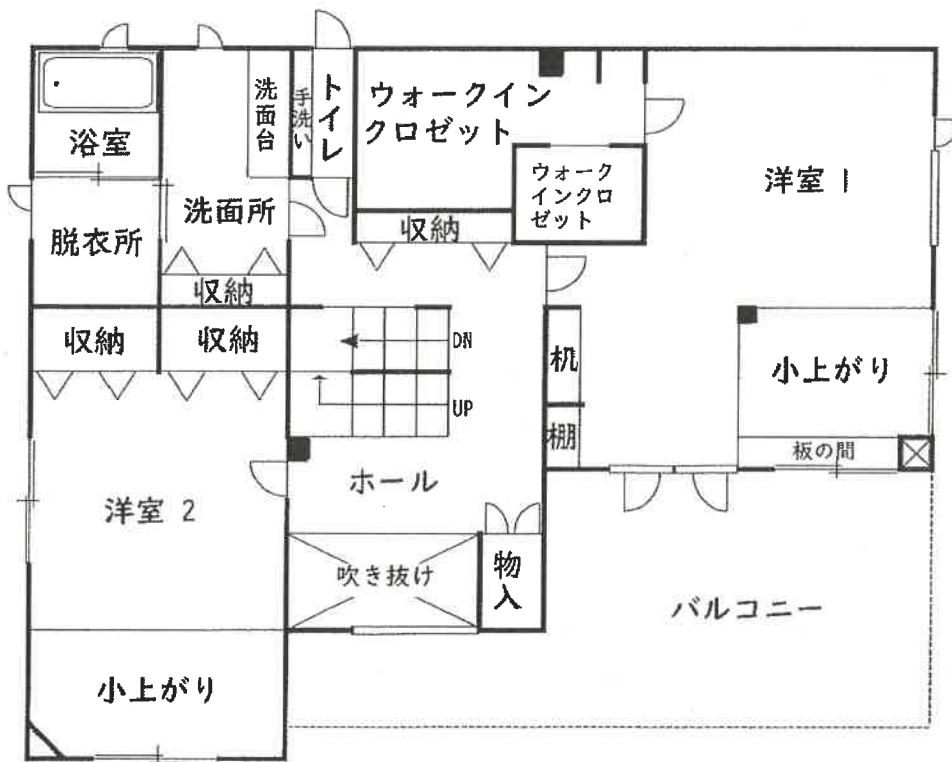 浴室
脱衣所
洗面台
洗面所
収納
手洗い
トイレ
ウォークイン
クロゼット
ウォーク
インクロ
ゼット
収納
洋室 1
収納
収納
DN
UP
机
棚
小上がり
板の間
ホール
洋室 2
吹き抜け
物入
バルコニー
小上がり